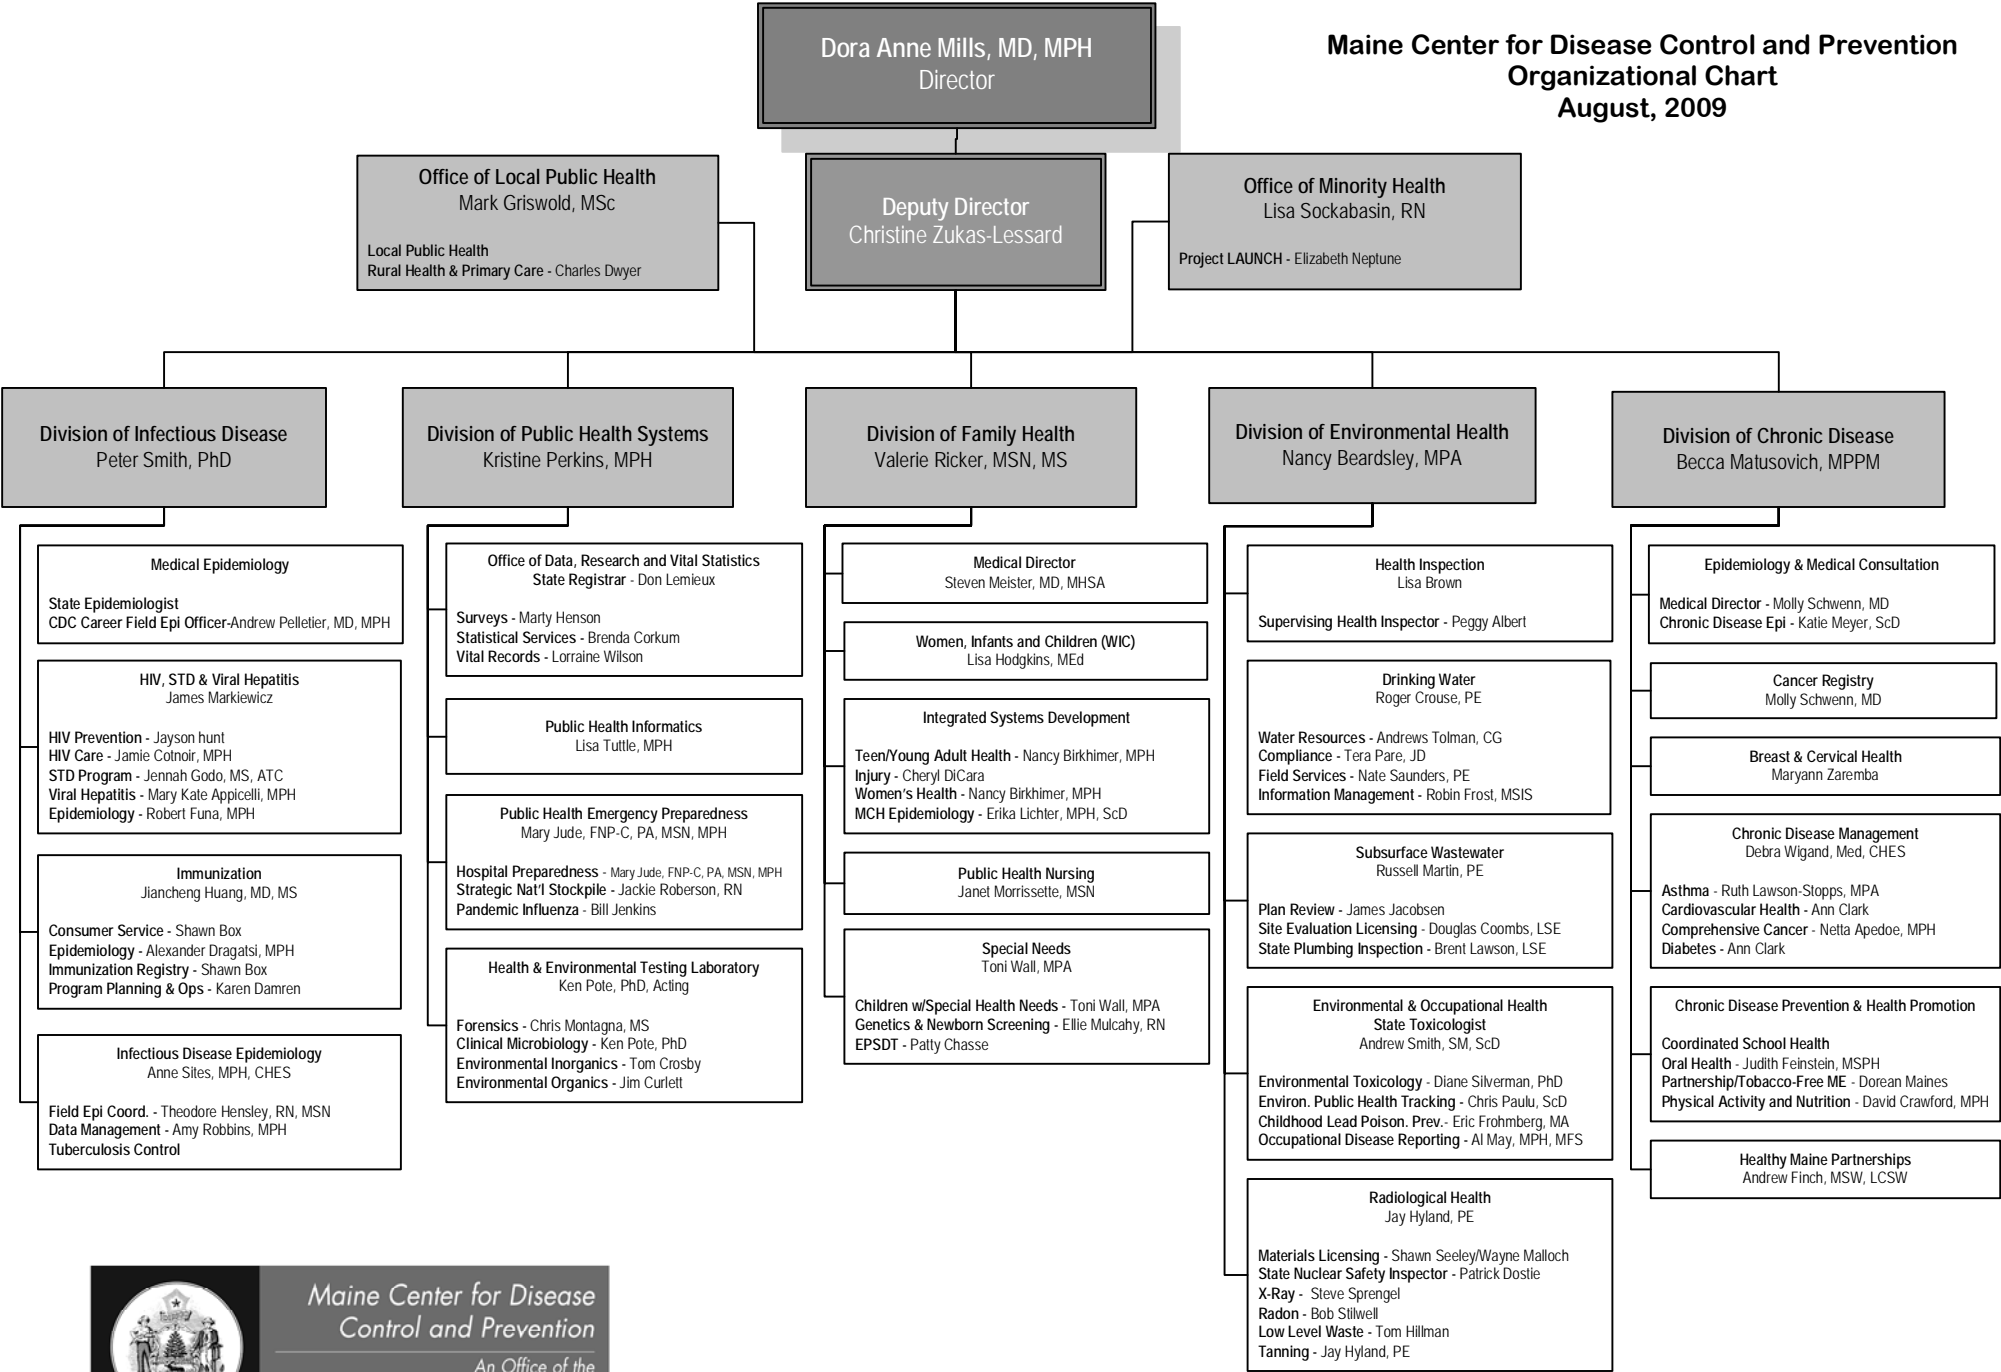 Dora Anne Mills, MD, MPH
Director
Maine Center for Disease Control and Prevention
Organizational Chart
August, 2009
Office of Local Public Health
Mark Griswold, MSc
Local Public Health
Rural Health & Primary Care - Charles Dwyer
Deputy Director
Christine Zukas-Lessard
Office of Minority Health
Lisa Sockabasin, RN
Project LAUNCH - Elizabeth Neptune
Division of Infectious Disease
Peter Smith, PhD
Division of Public Health Systems
Kristine Perkins, MPH
Division of Family Health
Valerie Ricker, MSN, MS
Division of Environmental Health
Nancy Beardsley, MPA
Division of Chronic Disease
Becca Matusovich, MPPM
Medical Epidemiology
State Epidemiologist
CDC Career Field Epi Officer-Andrew Pelletier, MD, MPH
HIV, STD & Viral Hepatitis
James Markiewicz
HIV Prevention - Jayson hunt
HIV Care - Jamie Cotnoir, MPH
STD Program - Jennah Godo, MS, ATC
Viral Hepatitis - Mary Kate Appicelli, MPH
Epidemiology - Robert Funa, MPH
Immunization
Jiancheng Huang, MD, MS
Consumer Service - Shawn Box
Epidemiology - Alexander Dragatsi, MPH
Immunization Registry - Shawn Box
Program Planning & Ops - Karen Damren
Infectious Disease Epidemiology
Anne Sites, MPH, CHES
Field Epi Coord. - Theodore Hensley, RN, MSN
Data Management - Amy Robbins, MPH
Tuberculosis Control
Office of Data, Research and Vital Statistics
State Registrar - Don Lemieux
Surveys - Marty Henson
Statistical Services - Brenda Corkum
Vital Records - Lorraine Wilson
Public Health Informatics
Lisa Tuttle, MPH
Public Health Emergency Preparedness
Mary Jude, FNP-C, PA, MSN, MPH
Hospital Preparedness - Mary Jude, FNP-C, PA, MSN, MPH
Strategic Nat'l Stockpile - Jackie Roberson, RN
Pandemic Influenza - Bill Jenkins
Health & Environmental Testing Laboratory
Ken Pote, PhD, Acting
Forensics - Chris Montagna, MS
Clinical Microbiology - Ken Pote, PhD
Environmental Inorganics - Tom Crosby
Environmental Organics - Jim Curlett
Medical Director
Steven Meister, MD, MHSA
Women, Infants and Children (WIC)
Lisa Hodgkins, MEd
Integrated Systems Development
Teen/Young Adult Health - Nancy Birkhimer, MPH
Injury - Cheryl DiCara
Women's Health - Nancy Birkhimer, MPH
MCH Epidemiology - Erika Lichter, MPH, ScD
Public Health Nursing
Janet Morrissette, MSN
Special Needs
Toni Wall, MPA
Children w/Special Health Needs - Toni Wall, MPA
Genetics & Newborn Screening - Ellie Mulcahy, RN
EPSDT - Patty Chasse
Health Inspection
Lisa Brown
Supervising Health Inspector - Peggy Albert
Drinking Water
Roger Crouse, PE
Water Resources - Andrews Tolman, CG
Compliance - Tera Pare, JD
Field Services - Nate Saunders, PE
Information Management - Robin Frost, MSIS
Subsurface Wastewater
Russell Martin, PE
Plan Review - James Jacobsen
Site Evaluation Licensing - Douglas Coombs, LSE
State Plumbing Inspection - Brent Lawson, LSE
Environmental & Occupational Health
State Toxicologist
Andrew Smith, SM, ScD
Environmental Toxicology - Diane Silverman, PhD
Environ. Public Health Tracking - Chris Paulu, ScD
Childhood Lead Poison. Prev.- Eric Frohmberg, MA
Occupational Disease Reporting - Al May, MPH, MFS
Radiological Health
Jay Hyland, PE
Materials Licensing - Shawn Seeley/Wayne Malloch
State Nuclear Safety Inspector - Patrick Dostie
X-Ray - Steve Sprengel
Radon - Bob Stilwell
Low Level Waste - Tom Hillman
Tanning - Jay Hyland, PE
Epidemiology & Medical Consultation
Medical Director - Molly Schwenn, MD
Chronic Disease Epi - Katie Meyer, ScD
Cancer Registry
Molly Schwenn, MD
Breast & Cervical Health
Maryann Zaremba
Chronic Disease Management
Debra Wigand, Med, CHES
Asthma - Ruth Lawson-Stopps, MPA
Cardiovascular Health - Ann Clark
Comprehensive Cancer - Netta Apedoe, MPH
Diabetes - Ann Clark
Chronic Disease Prevention & Health Promotion
Coordinated School Health
Oral Health - Judith Feinstein, MSPH
Partnership/Tobacco-Free ME - Dorean Maines
Physical Activity and Nutrition - David Crawford, MPH
Healthy Maine Partnerships
Andrew Finch, MSW, LCSW
Maine Center for Disease
Control and Prevention
An Office of the